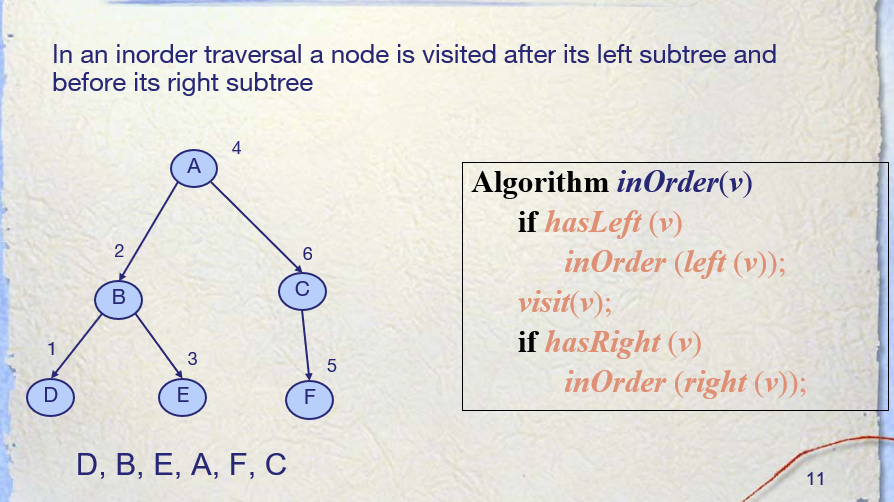 In an inorder traversal a node is visited after its left subtree and
before its right subtree
4
A
2
6
B
C
1
3
5
D
E
F
D, B, E, A, F, C
Algorithm inOrder(v)
if hasLeft (v)
inOrder (left (v));
visit(v);
if hasRight (v)
inOrder (right (v));
11